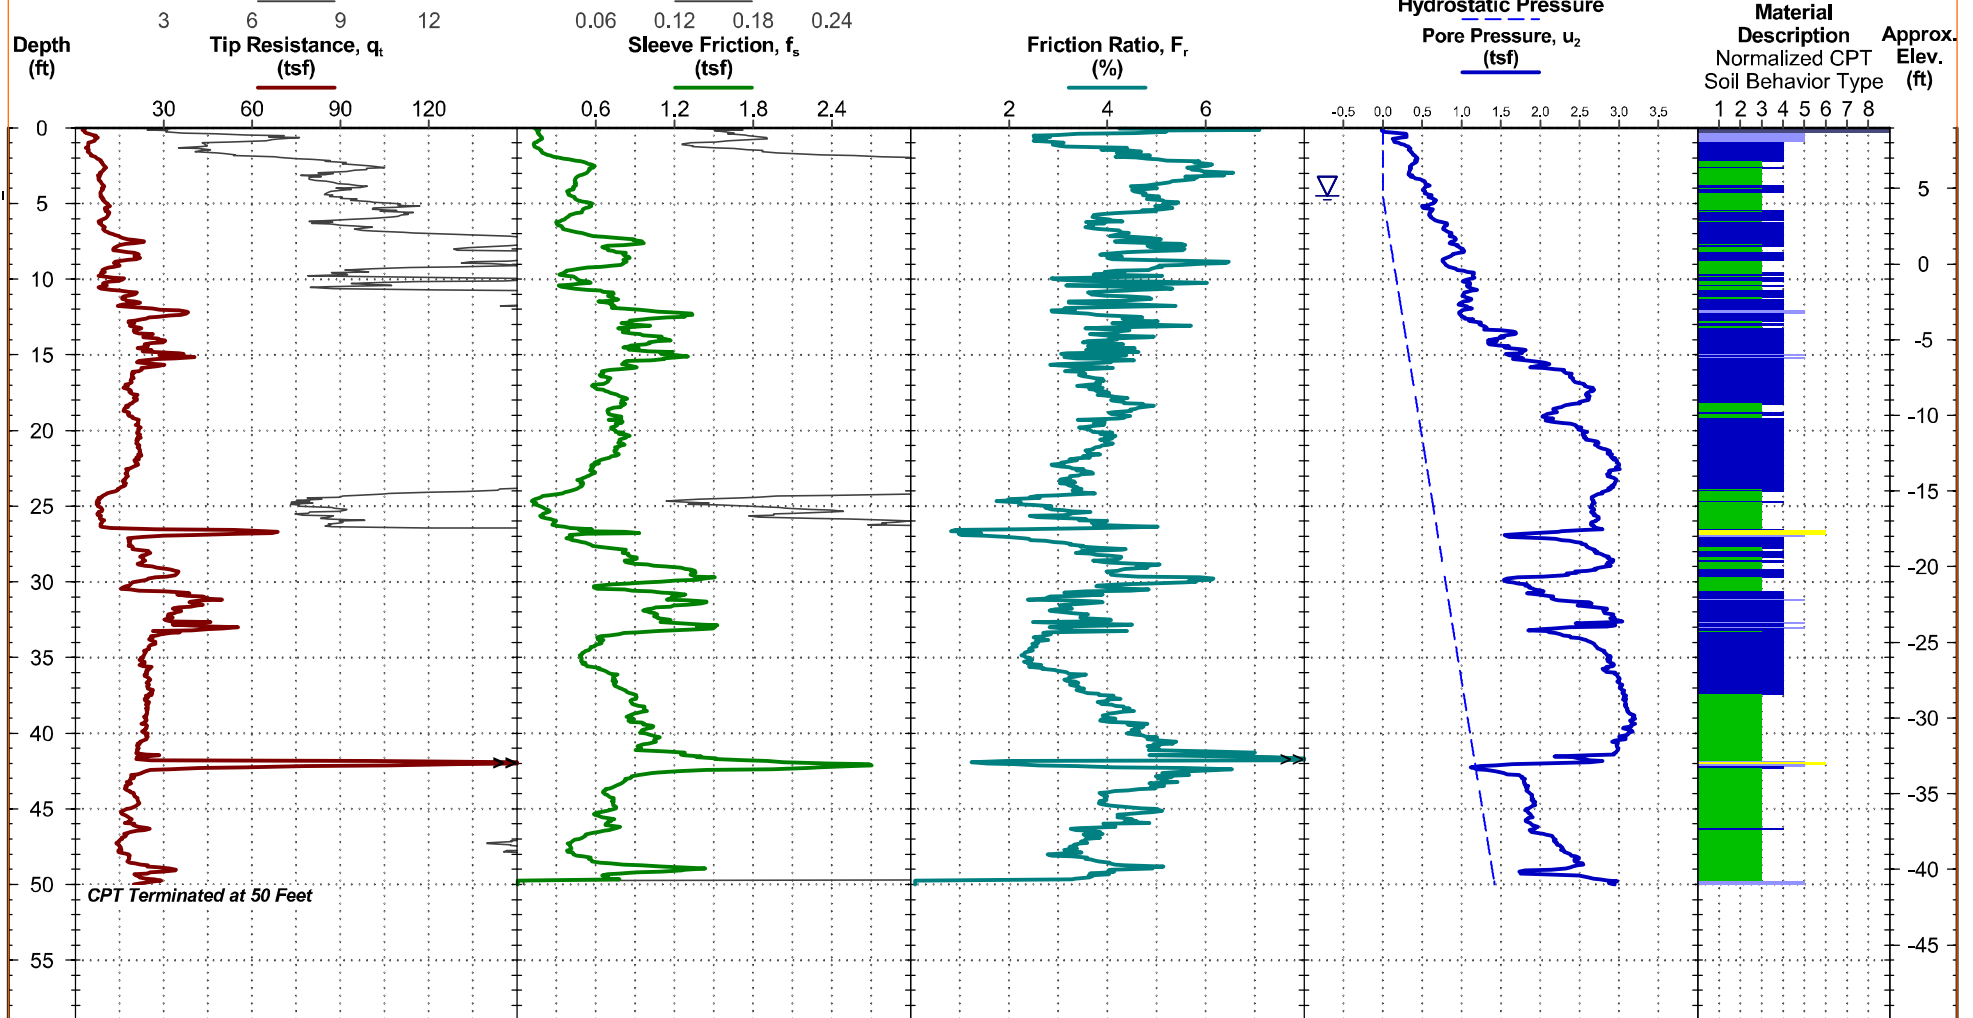 Hydrostatic Pressure
3 6 9 12 0.06 0.12 0.18 0.24
Depth
(ft)
Tip Resistance, qt
(tsf)
Sleeve Friction, fs
(tsf)
Friction Ratio, Fr
(%)
Pore Pressure, u2
(tsf)
Material
Description
Normalized CPT
Soil Behavior Type
Approx.
Elev.
(ft)
30 60 90 120
0.6 1.2 1.8 2.4
2 4 6
-0.5 0.0 0.5 1.0 1.5 2.0 2.5 3.0 3.5
1 2 3 4 5 6 7 8
0
5
10
15
20
25
30
35
40
45
50
55
CPT Terminated at 50 Feet
5
0
-5
-10
-15
-20
-25
-30
-35
-40
-45